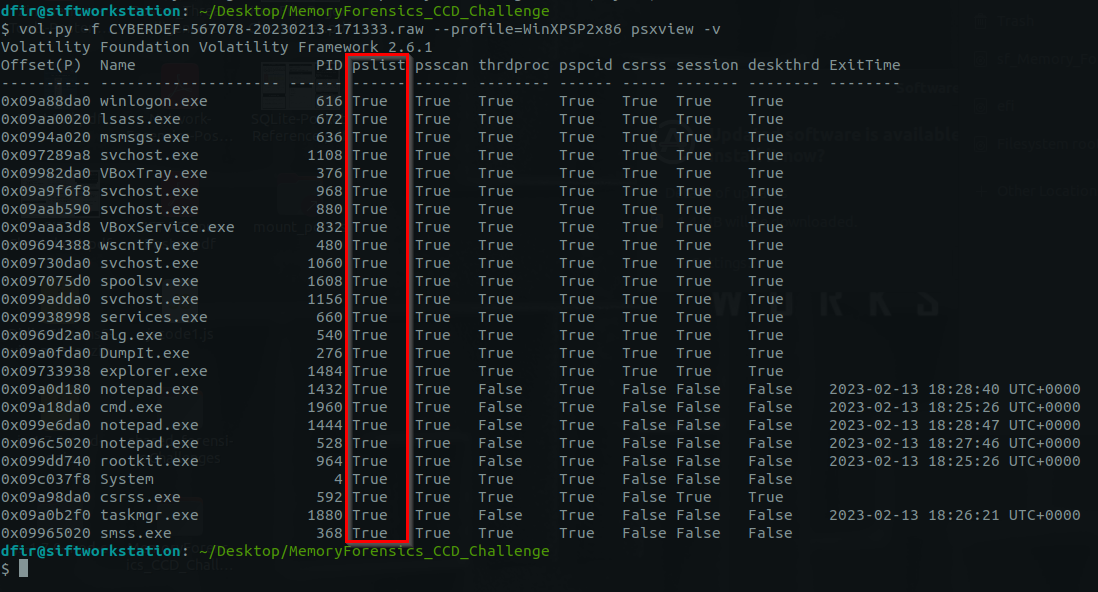 dfir@siftworkstation: ~/Desktop/MemoryForensics_CCD_Challenge
$ vol.py -f CYBERDEF-567078-20230213-171333.raw --profile=WinXPSP2x86 psxview -v
Volatility Foundation Volatility Framework 2.6.1
Offset(P)  Name                    PID pslist psscan thrdproc pspcid csrss session deskthrd ExitTime
---------- -------------------- ------ ------ ------ -------- ------ ----- ------- -------- --------
0x09a88da0 winlogon.exe            616 True   True   True     True   True  True    True
0x09aa0020 lsass.exe               672 True   True   True     True   True  True    True
0x0994a020 msmsgs.exe              636 True   True   True     True   True  True    True
0x097289a8 svchost.exe            1108 True   True   True     True   True  True    True
0x09982da0 VBoxTray.exe            376 True   True   True     True   True  True    True
0x09a9f6f8 svchost.exe             968 True   True   True     True   True  True    True
0x09aab590 svchost.exe             880 True   True   True     True   True  True    True
0x09aaa3d8 VBoxService.exe         832 True   True   True     True   True  True    True
0x09694388 wscntfy.exe             480 True   True   True     True   True  True    True
0x09730da0 svchost.exe            1060 True   True   True     True   True  True    True
0x097075d0 spoolsv.exe            1608 True   True   True     True   True  True    True
0x099adda0 svchost.exe            1156 True   True   True     True   True  True    True
0x09938998 services.exe            660 True   True   True     True   True  True    True
0x0969d2a0 alg.exe                 540 True   True   True     True   True  True    True
0x09a0fda0 DumpIt.exe              276 True   True   True     True   True  True    True
0x09733938 explorer.exe           1484 True   True   True     True   True  True    True
0x09a0d180 notepad.exe            1432 True   True   False    True   False False   False    2023-02-13 18:28:40 UTC+0000
0x09a18da0 cmd.exe                1960 True   True   False    True   False False   False    2023-02-13 18:25:26 UTC+0000
0x099e6da0 notepad.exe            1444 True   True   False    True   False False   False    2023-02-13 18:28:47 UTC+0000
0x096c5020 notepad.exe             528 True   True   False    True   False False   False    2023-02-13 18:27:46 UTC+0000
0x099dd740 rootkit.exe             964 True   True   False    True   False False   False    2023-02-13 18:25:26 UTC+0000
0x09c037f8 System                    4 True   True   True     True   False False   False
0x09a98da0 csrss.exe               592 True   True   True     True   False True    True
0x09a0b2f0 taskmgr.exe            1880 True   True   False    True   False False   False    2023-02-13 18:26:21 UTC+0000
0x09965020 smss.exe                368 True   True   True     True   False False   False
dfir@siftworkstation: ~/Desktop/MemoryForensics_CCD_Challenge
$